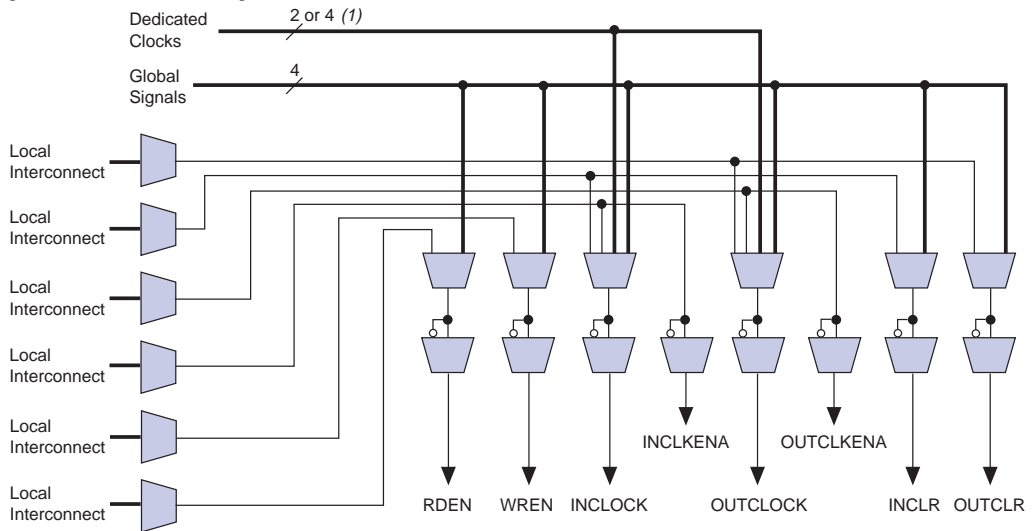 Dedicated
Clocks
2 or 4 (1)
Global
Signals
4
Local
Interconnect
Local
Interconnect
Local
Interconnect
Local
Interconnect
Local
Interconnect
Local
Interconnect
INCLKENA
OUTCLKENA
RDEN
WREN
INCLOCK
OUTCLOCK
INCLR
OUTCLR